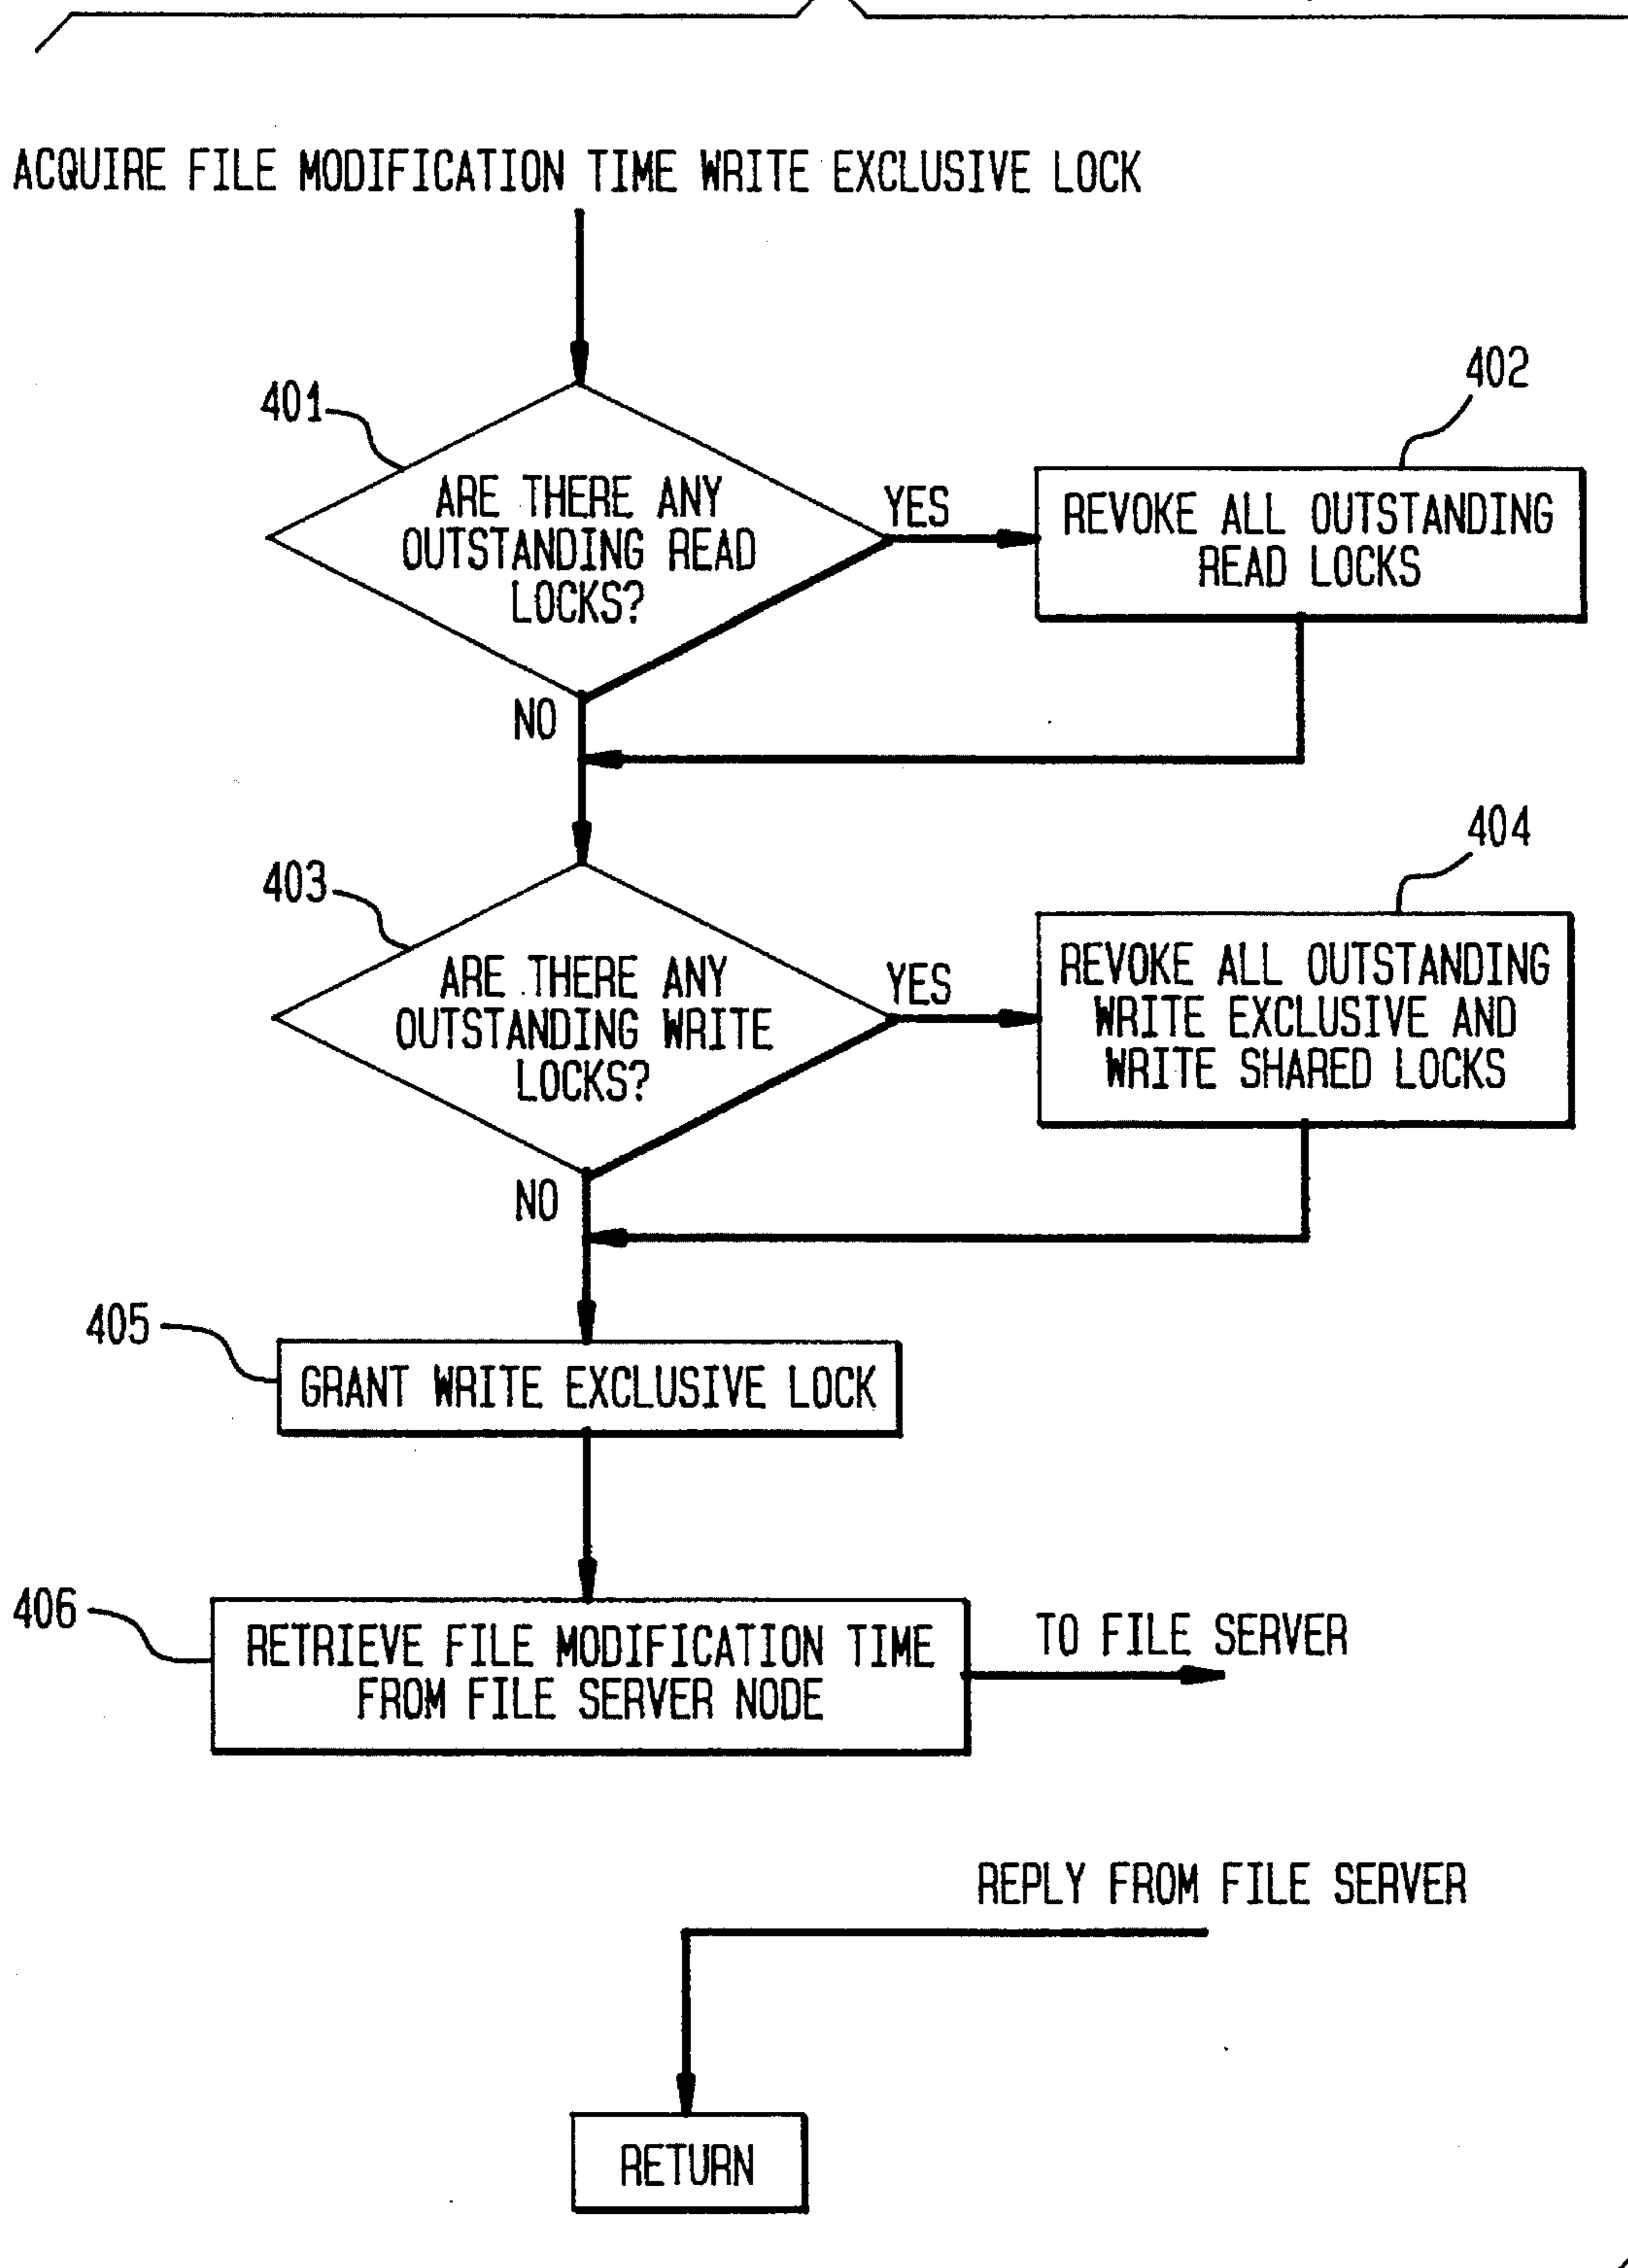 ACQUIRE FILE MODIFICATION TIME WRITE EXCLUSIVE LOCK
401
ARE THERE ANY
OUTSTANDING READ
LOCKS?
YES
402
REVOKE ALL OUTSTANDING
READ LOCKS
NO
403
ARE THERE ANY
OUTSTANDING WRITE
LOCKS?
YES
404
REVOKE ALL OUTSTANDING
WRITE EXCLUSIVE AND
WRITE SHARED LOCKS
NO
405
GRANT WRITE EXCLUSIVE LOCK
406
RETRIEVE FILE MODIFICATION TIME
FROM FILE SERVER NODE
TO FILE SERVER
REPLY FROM FILE SERVER
RETURN